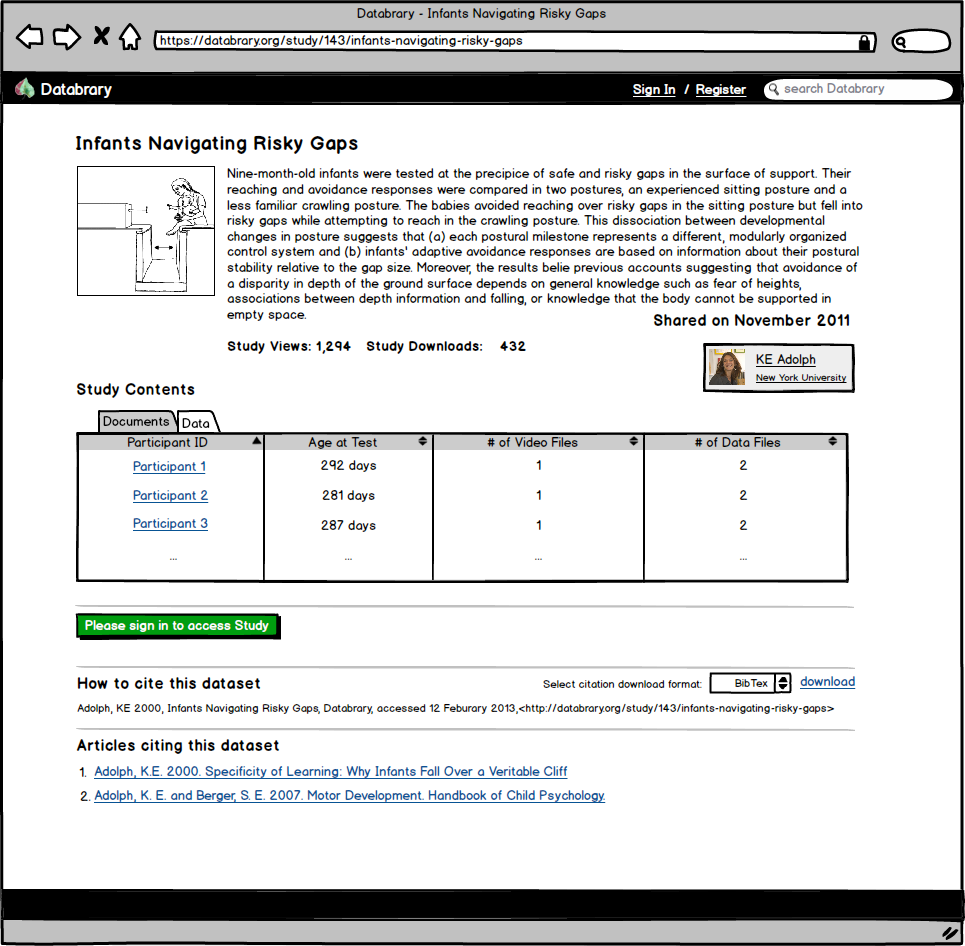 Databrary - Infants Navigating Risky Gaps
https://databrary.org/study/143/infants-navigating-risky-gaps
Databrary
Sign In / Register
search Databrary
Infants Navigating Risky Gaps
Nine-month-old infants were tested at the precipice of safe and risky gaps in the surface of support. Their
reaching and avoidance responses were compared in two postures, an experienced sitting posture and a
less familiar crawling posture. The babies avoided reaching over risky gaps in the sitting posture but fell into
risky gaps while attempting to reach in the crawling posture. This dissociation between developmental
changes in posture suggests that (a) each postural milestone represents a different, modularly organized
control system and (b) infants' adaptive avoidance responses are based on information about their postural
stability relative to the gap size. Moreover, the results belie previous accounts suggesting that avoidance of
a disparity in depth of the ground surface depends on general knowledge such as fear of heights,
associations between depth information and falling, or knowledge that the body cannot be supported in
empty space.
Shared on November 2011
Study Views: 1,294 Study Downloads: 432
KE Adolph
New York University
Study Contents
Documents Data
Participant ID Age at Test # of Video Files # of Data Files
Participant 1 292 days 1 2
Participant 2 281 days 1 2
Participant 3 287 days 1 2
... ... ... ...
Please sign in to access Study
How to cite this dataset
Select citation download format: BibTex download
Adolph, KE 2000, Infants Navigating Risky Gaps, Databrary, accessed 12 Feburary 2013,<http://databrary.org/study/143/infants-navigating-risky-gaps>
Articles citing this dataset
1. Adolph, K.E. 2000. Specificity of Learning: Why Infants Fall Over a Veritable Cliff
2. Adolph, K. E. and Berger, S. E. 2007. Motor Development. Handbook of Child Psychology.